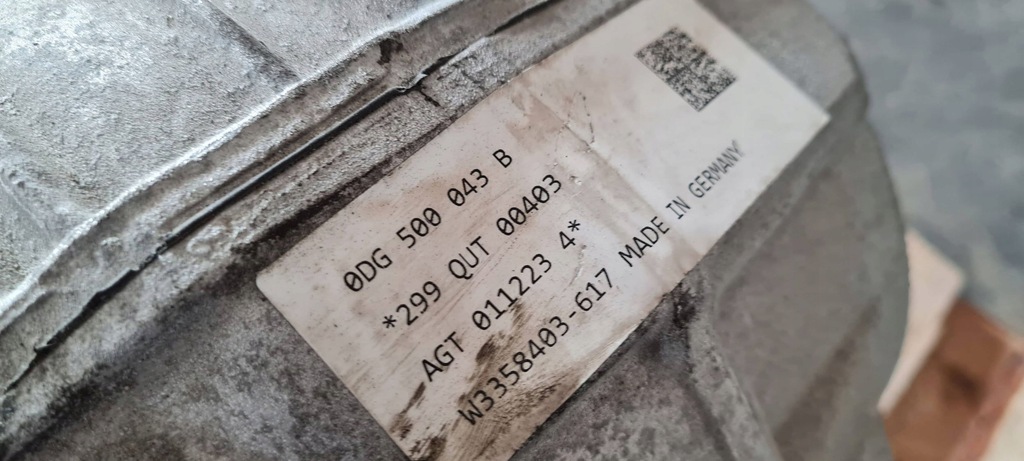 0DG 500 043 B
*299 QUT 00403
AGT 011223 4*
W3358403-617 MADE IN GERMANY